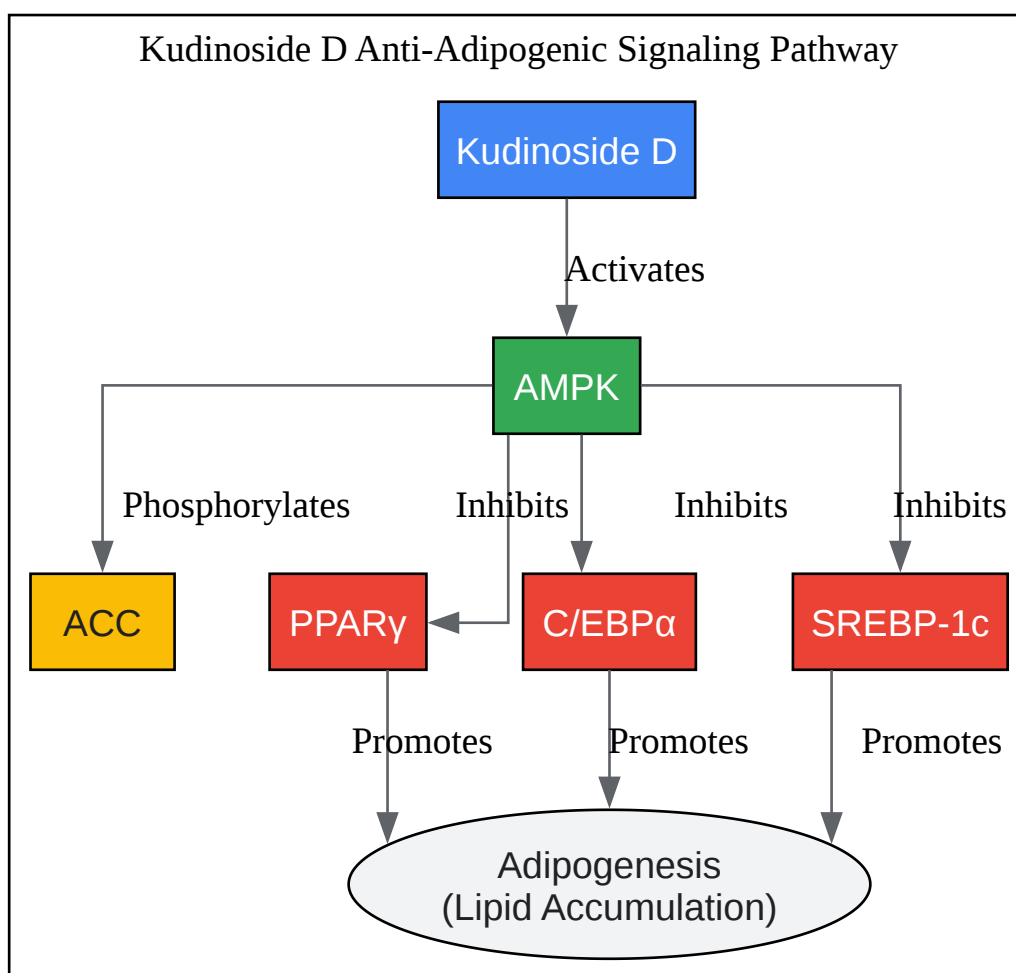 Kudinoside D Anti-Adipogenic Signaling Pathway
Kudinoside D
Activates
AMPK
Phosphorylates
Inhibits
Inhibits
Inhibits
ACC
PPARγ
C/EBPα
SREBP-1c
Promotes
Promotes
Promotes
Adipogenesis
(Lipid Accumulation)